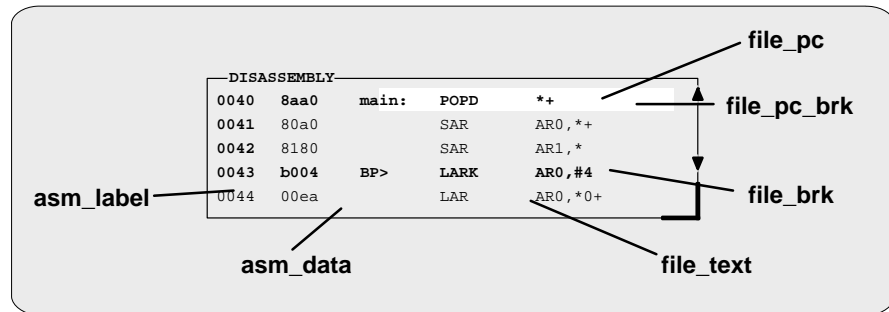 file_pc
DISASSEMBLY
0040 8aa0 main: POPD *+
file_pc_brk
0041 80a0 SAR AR0,*+
0042 8180 SAR AR1,*
0043 b004 BP> LARK AR0,#4
file_brk
asm_label
0044 00ea LAR AR0,*0+
asm_data
file_text